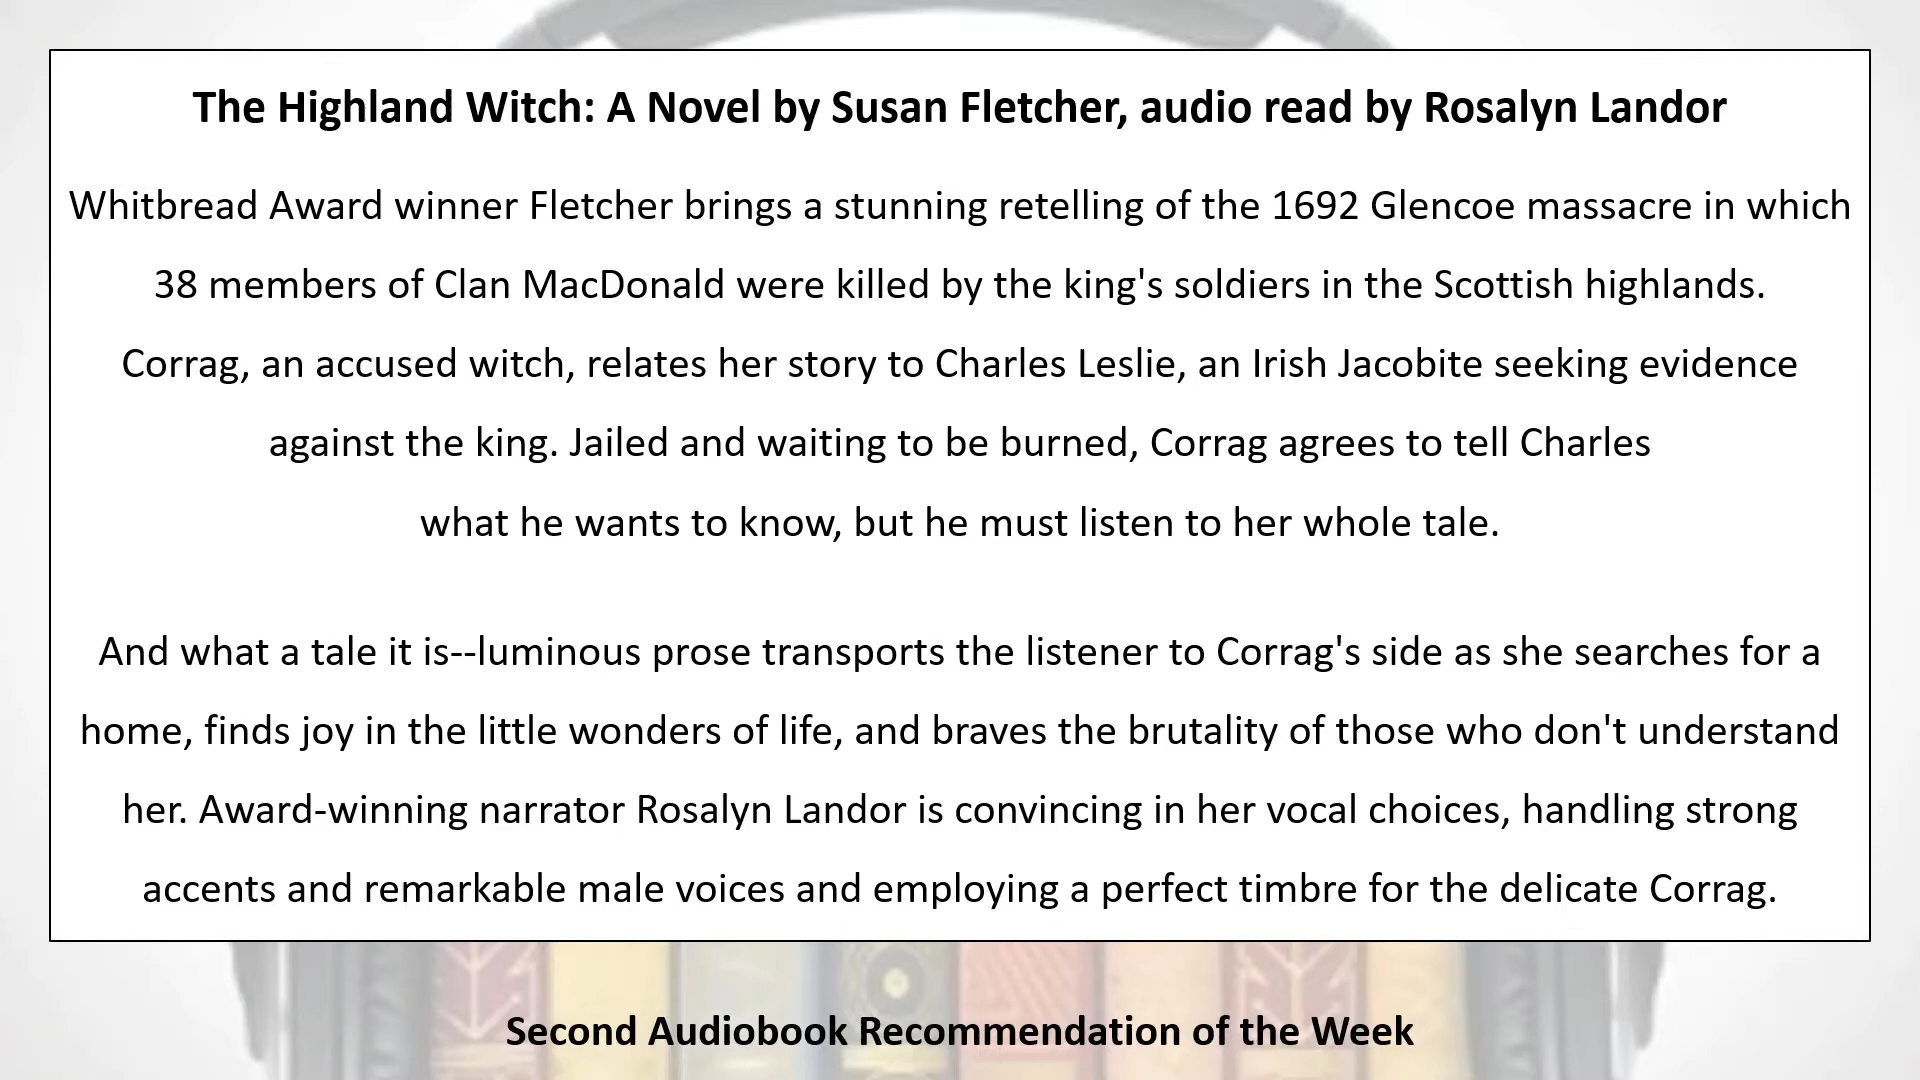 The Highland Witch: A Novel by Susan Fletcher, audio read by Rosalyn Landor
Whitbread Award winner Fletcher brings a stunning retelling of the 1692 Glencoe massacre in which
38 members of Clan MacDonald were killed by the king's soldiers in the Scottish highlands.
Corrag, an accused witch, relates her story to Charles Leslie, an Irish Jacobite seeking evidence
against the king. Jailed and waiting to be burned, Corrag agrees to tell Charles
what he wants to know, but he must listen to her whole tale.
And what a tale it is--luminous prose transports the listener to Corrag's side as she searches for a
home, finds joy in the little wonders of life, and braves the brutality of those who don't understand
her. Award-winning narrator Rosalyn Landor is convincing in her vocal choices, handling strong
accents and remarkable male voices and employing a perfect timbre for the delicate Corrag.
Second Audiobook Recommendation of the Week